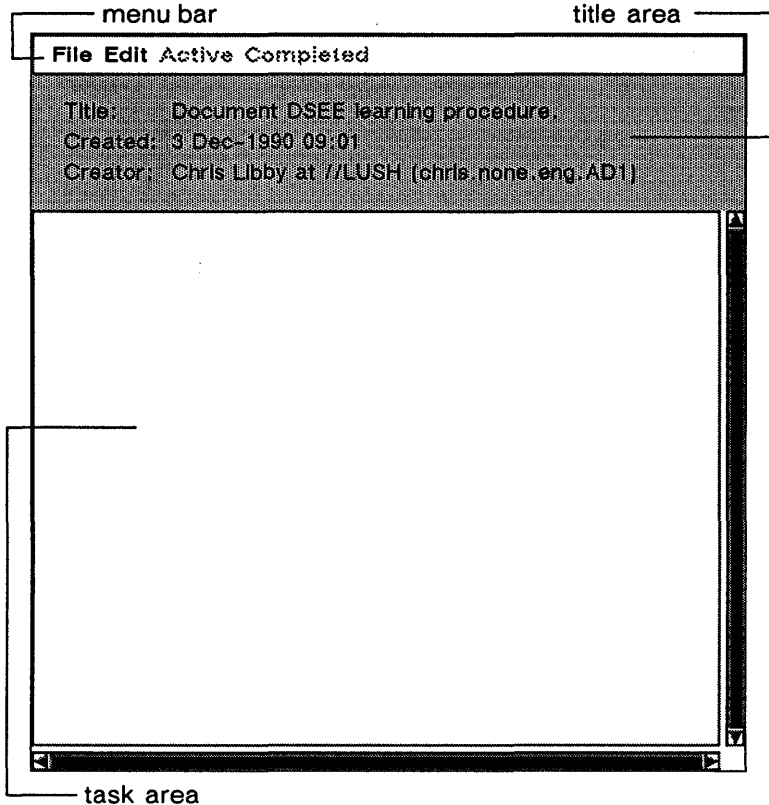 menu bar
title area
File Edit Active Completed
Title: Document DSEE learning procedure.
Created: 3 Dec-1990 09:01
Creator: Chris Libby at //LUSH (chris.none.eng.AD1)
task area